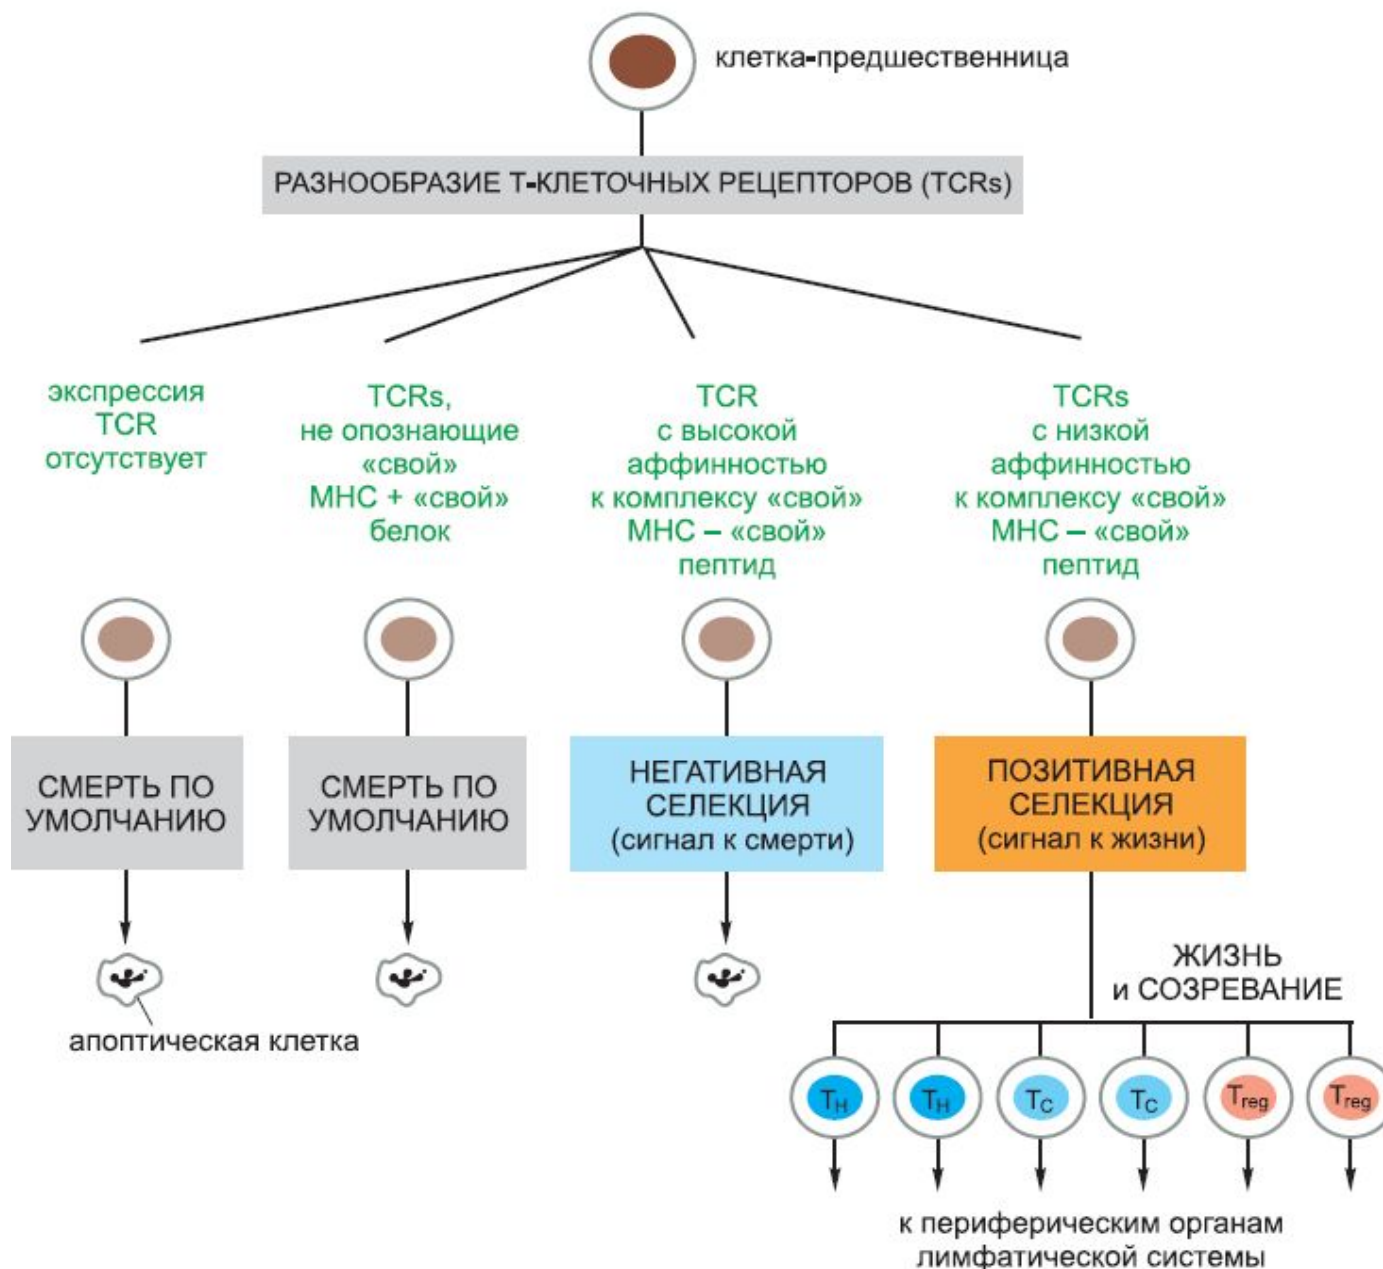 клетка-предшественница
РАЗНООБРАЗИЕ Т-КЛЕТОЧНЫХ РЕЦЕПТОРОВ (TCRs)
экспрессия
TCR
отсутствует
TCRs,
не опознающие
«свой»
МНС + «свой»
белок
TCR
с высокой
аффинностью
к комплексу «свой»
МНС – «свой»
пептид
TCRs
с низкой
аффинностью
к комплексу «свой»
МНС – «свой»
пептид
СМЕРТЬ ПО
УМОЛЧАНИЮ
СМЕРТЬ ПО
УМОЛЧАНИЮ
НЕГАТИВНАЯ
СЕЛЕКЦИЯ
(сигнал к смерти)
ПОЗИТИВНАЯ
СЕЛЕКЦИЯ
(сигнал к жизни)
апоптическая клетка
ЖИЗНЬ
и СОЗРЕВАНИЕ
TH
TH
TC
TC
Treg
Treg
к периферическим органам
лимфатической системы